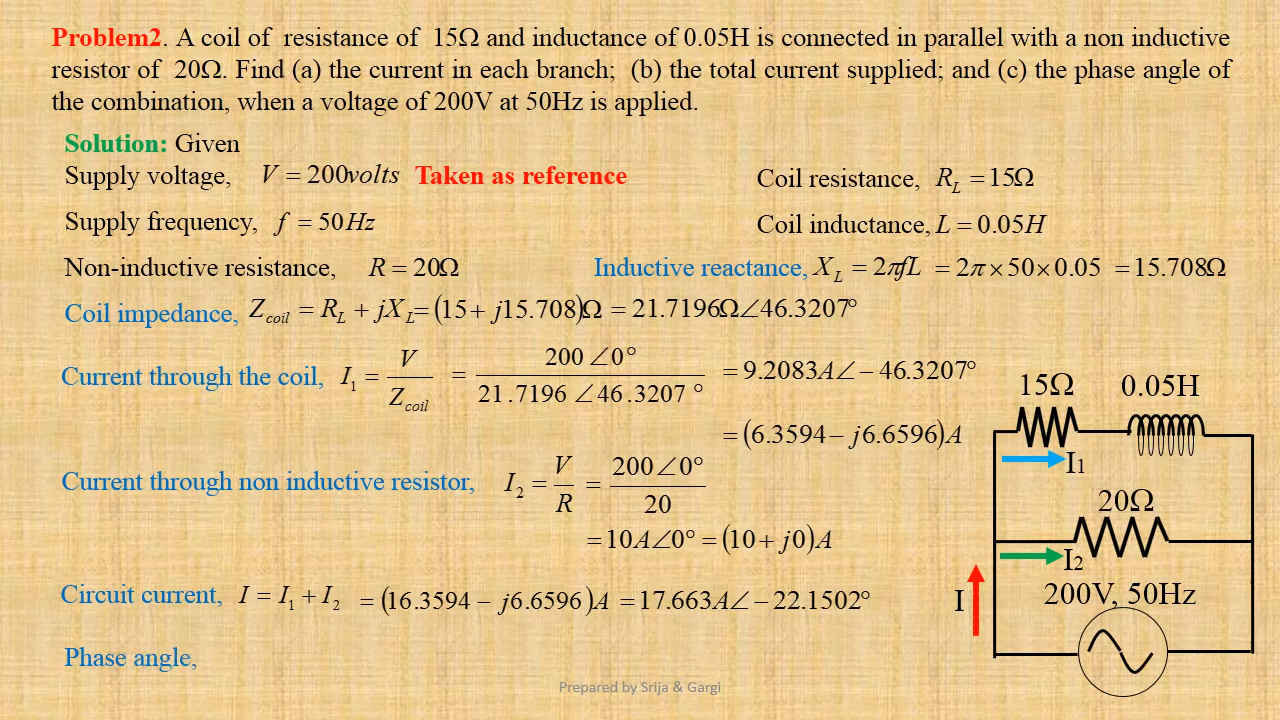 Problem2. A coil of resistance of 15Ω and inductance of 0.05H is connected in parallel with a non inductive
resistor of 20Ω. Find (a) the current in each branch; (b) the total current supplied; and (c) the phase angle of
the combination, when a voltage of 200V at 50Hz is applied.
Solution: Given
Supply voltage, V = 200volts Taken as reference
Coil resistance, R_L = 15Ω
Supply frequency, f = 50Hz
Coil inductance, L = 0.05H
Non-inductive resistance, R = 20Ω
Inductive reactance, X_L = 2πfL = 2π × 50 × 0.05 = 15.708Ω
Coil impedance, Z_coil = R_L + jX_L = (15 + j15.708)Ω = 21.7196Ω∠46.3207°
Current through the coil, I₁ = V / Z_coil = 200∠0° / 21.7196∠46.3207° = 9.2083A∠−46.3207°
= (6.3594 − j6.6596)A
15Ω 0.05H
I₁
Current through non inductive resistor, I₂ = V / R = 200∠0° / 20
= 10A∠0° = (10 + j0)A
20Ω
I₂
Circuit current, I = I₁ + I₂ = (16.3594 − j6.6596)A = 17.663A∠−22.1502°
I
200V, 50Hz
Phase angle,
Prepared by Srija & Gargi